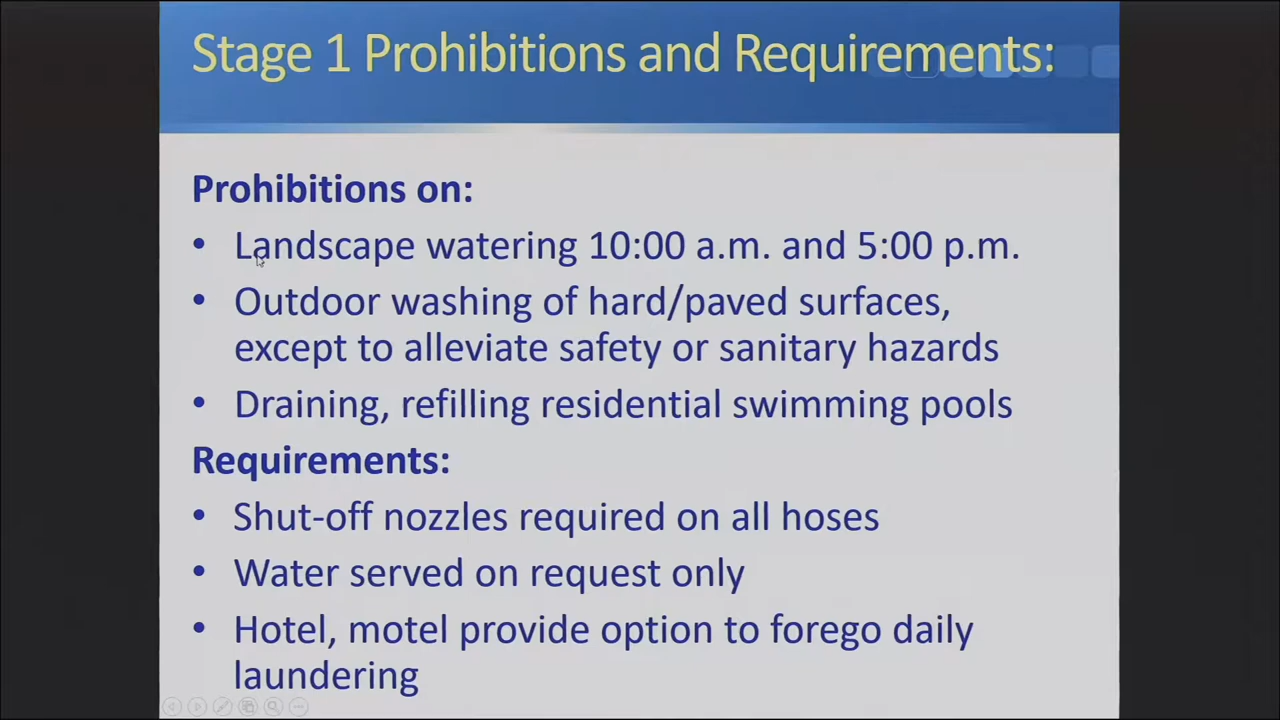 Stage 1 Prohibitions and Requirements:
Prohibitions on:
• Landscape watering 10:00 a.m. and 5:00 p.m.
• Outdoor washing of hard/paved surfaces,
except to alleviate safety or sanitary hazards
• Draining, refilling residential swimming pools
Requirements:
• Shut-off nozzles required on all hoses
• Water served on request only
• Hotel, motel provide option to forego daily
laundering